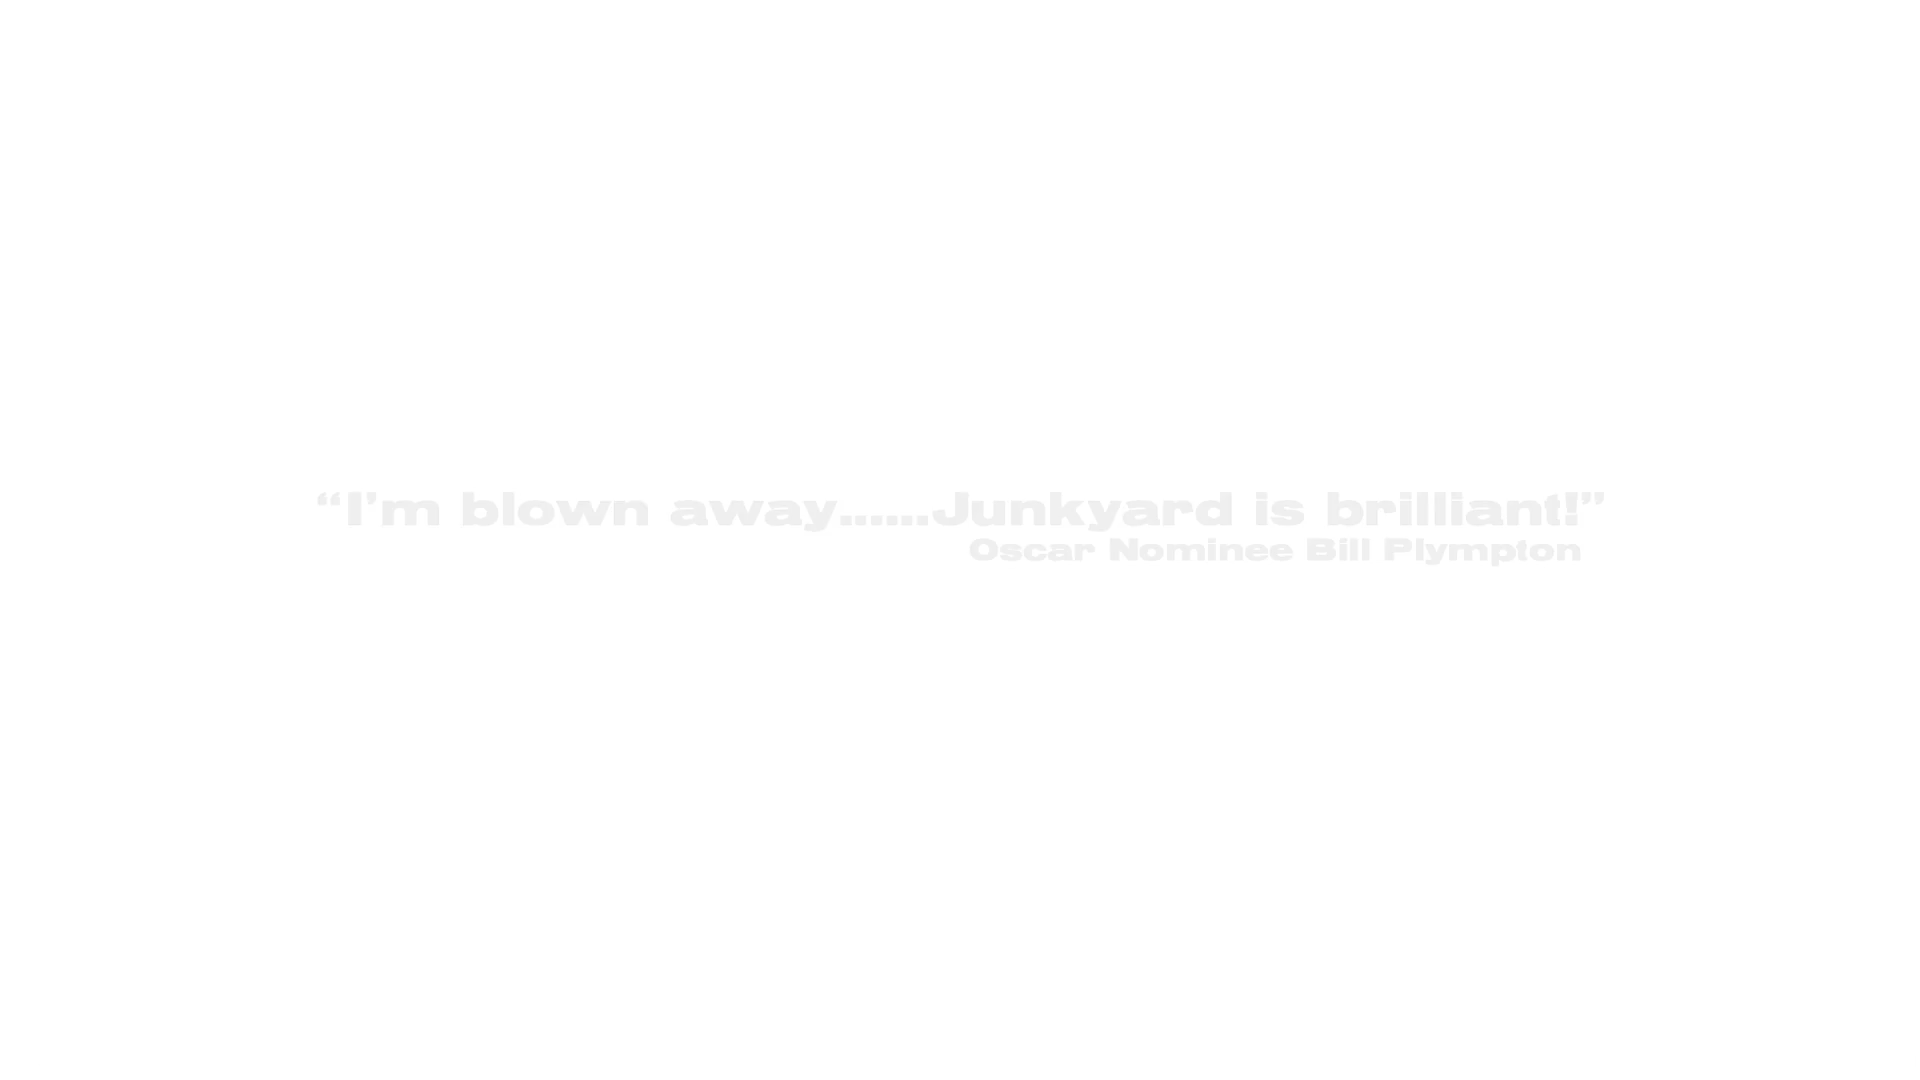 “I'm blown away......Junkyard is brilliant!”
Oscar Nominee Bill Plympton